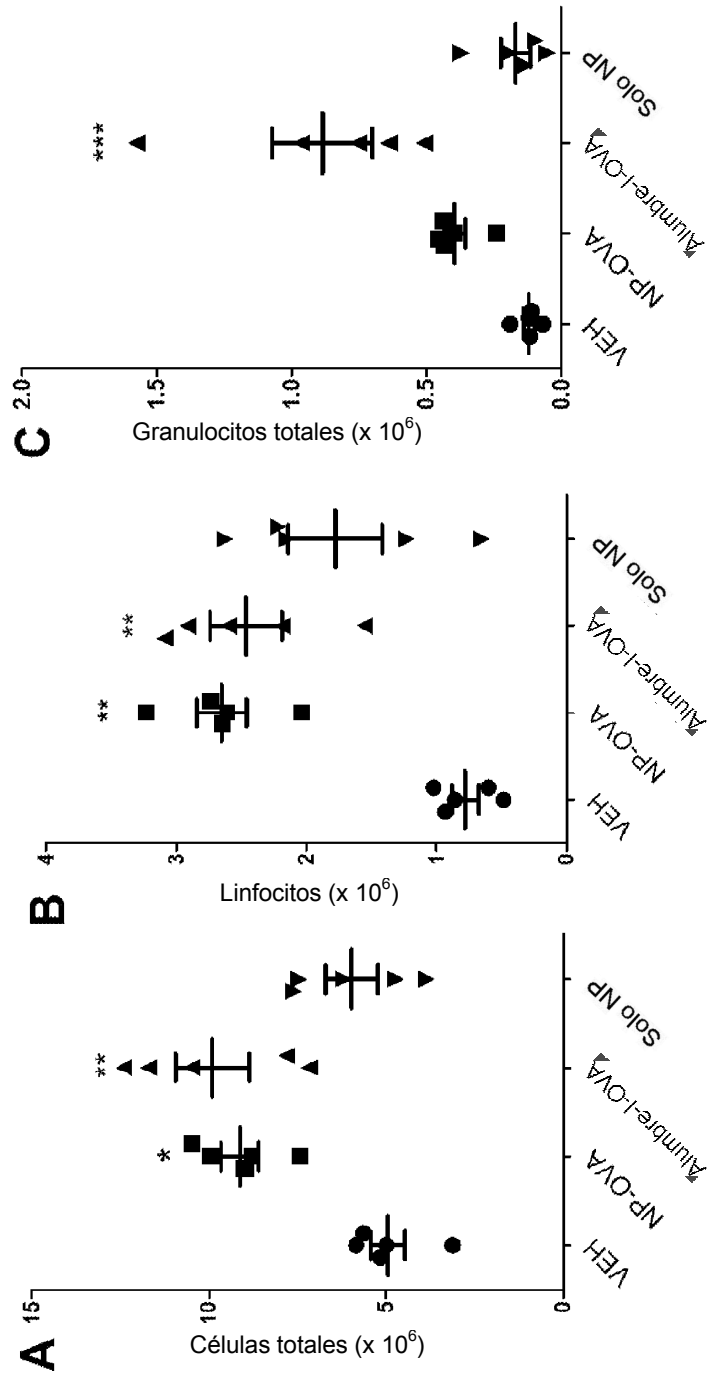 A
Células totales (x 10⁶)
15
10
5
0
* **
VEH NP-OVA Alumbre-i-OVA Solo NP
B
Linfocitos (x 10⁶)
4
3
2
1
0
** **
VEH NP-OVA Alumbre-i-OVA Solo NP
C
Granulocitos totales (x 10⁶)
2.0
1.5
1.0
0.5
0.0
***
VEH NP-OVA Alumbre-i-OVA Solo NP